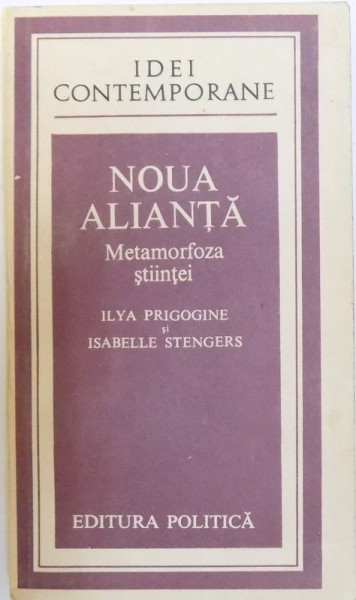 IDEI
CONTEMPORANE
NOUA
ALIANȚĂ
Metamorfoza
științei
ILYA PRIGOGINE
și
ISABELLE STENGERS
EDITURA POLITICĂ